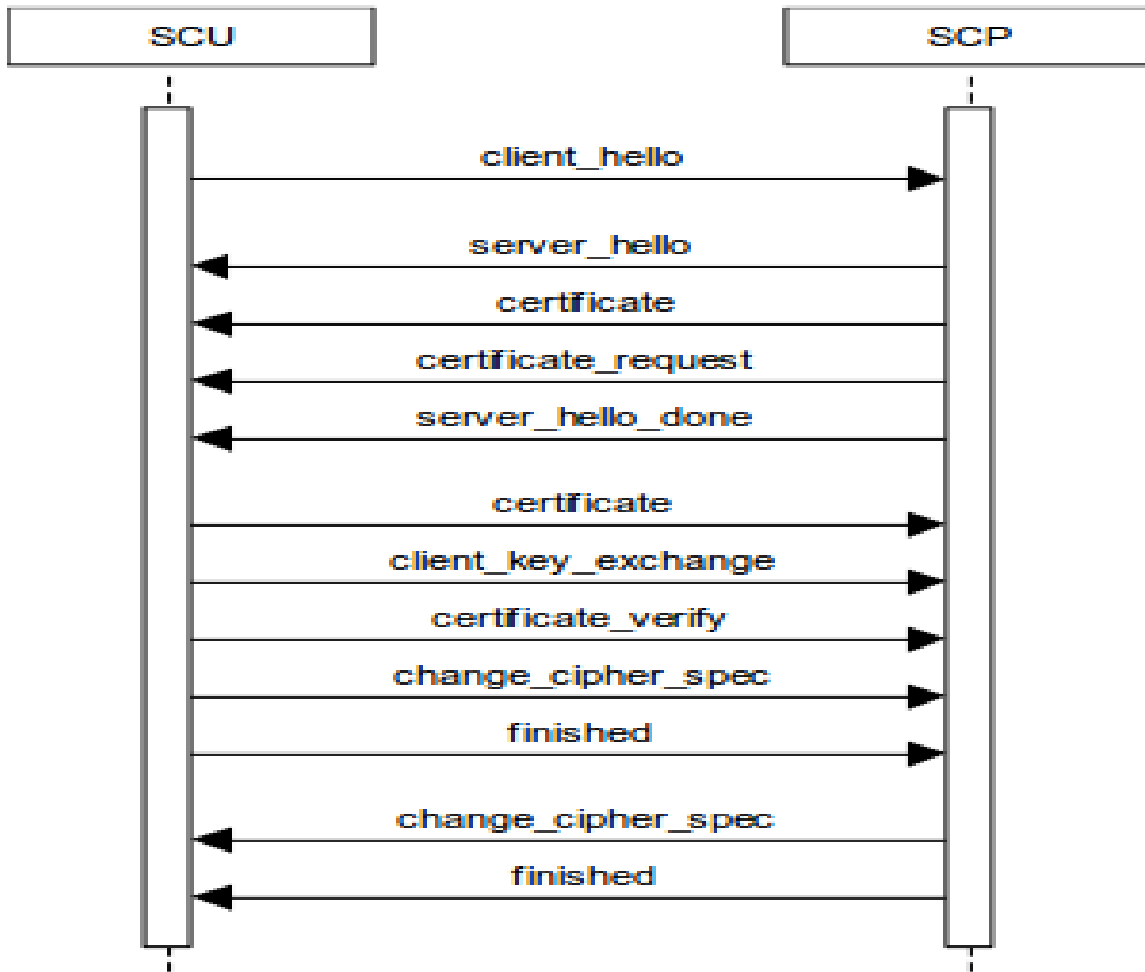 SCU
SCP
client_hello
server_hello
certificate
certificate_request
server_hello_done
certificate
client_key_exchange
certificate_verify
change_cipher_spec
finished
change_cipher_spec
finished